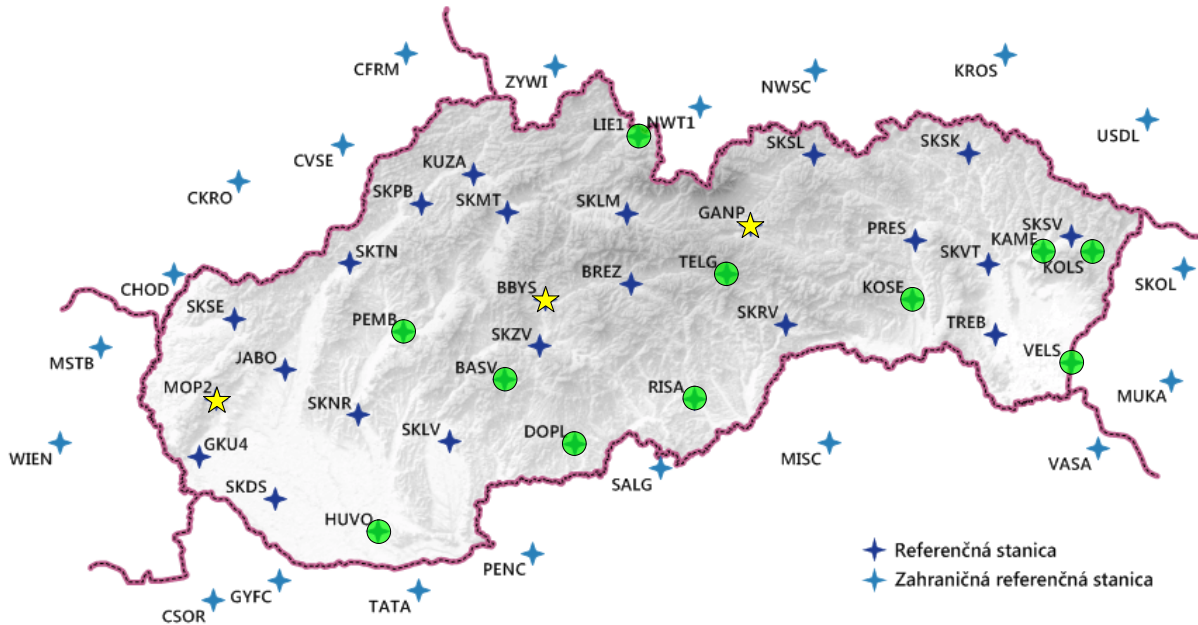 CFRM
ZYWI
NWSC
KROS
LIE1
NWT1
USDL
CVSE
KUZA
SKSL
SKSK
CKRO
SKPB
SKMT
SKLM
GANP
PRES
SKSV
KAME
SKTN
TELG
SKVT
KOLS
CHOD
BBYS
BREZ
KOSE
SKOL
SKSE
PEMB
SKZV
SKRV
TREB
MSTB
JABO
BASV
VELS
MOP2
RISA
MUKA
SKNR
SKLV
DOPL
WIEN
GKU4
MISC
VASA
SKDS
SALG
HUVO
PENC
Referenčná stanica
GYFC
TATA
Zahraničná referenčná stanica
CSOR